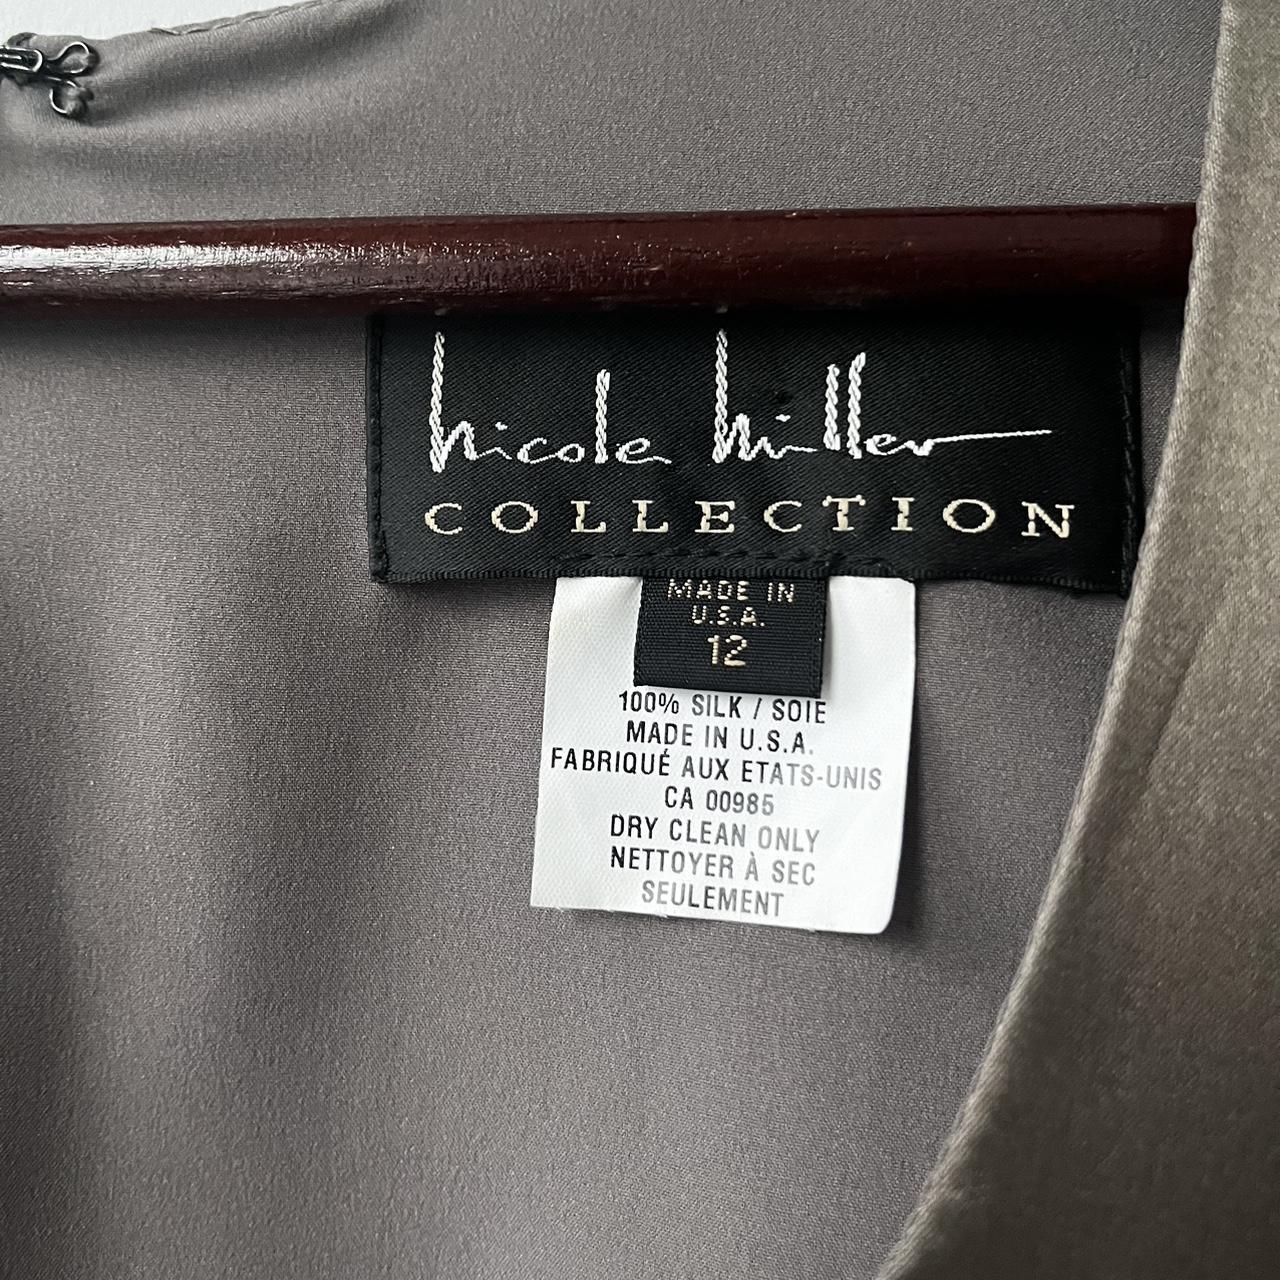 nicole miller
COLLECTION
MADE IN
U.S.A.
12
100% SILK / SOIE
MADE IN U.S.A.
FABRIQUÉ AUX ETATS-UNIS
CA 00985
DRY CLEAN ONLY
NETTOYER À SEC
SEULEMENT